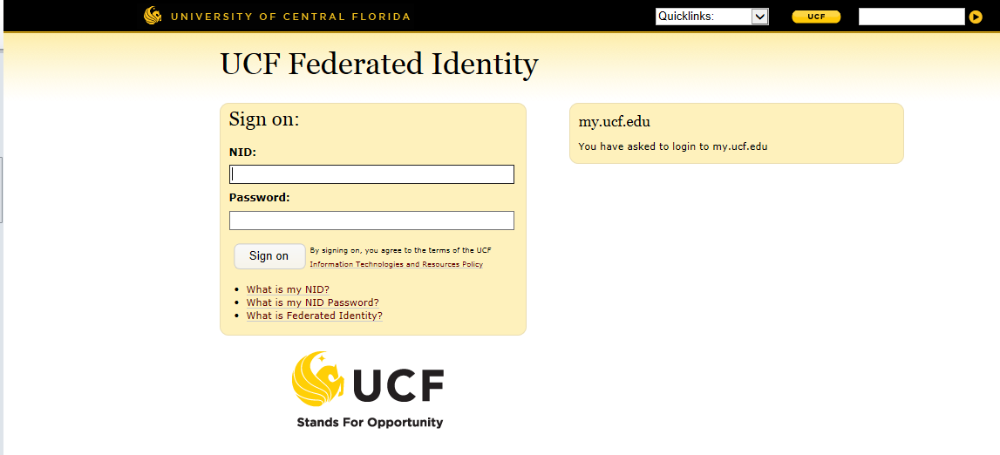 UNIVERSITY OF CENTRAL FLORIDA
Quicklinks:
UCF
UCF Federated Identity
Sign on:
NID:
Password:
Sign on
By signing on, you agree to the terms of the UCF
Information Technologies and Resources Policy
What is my NID?
What is my NID Password?
What is Federated Identity?
my.ucf.edu
You have asked to login to my.ucf.edu
UCF
Stands For Opportunity